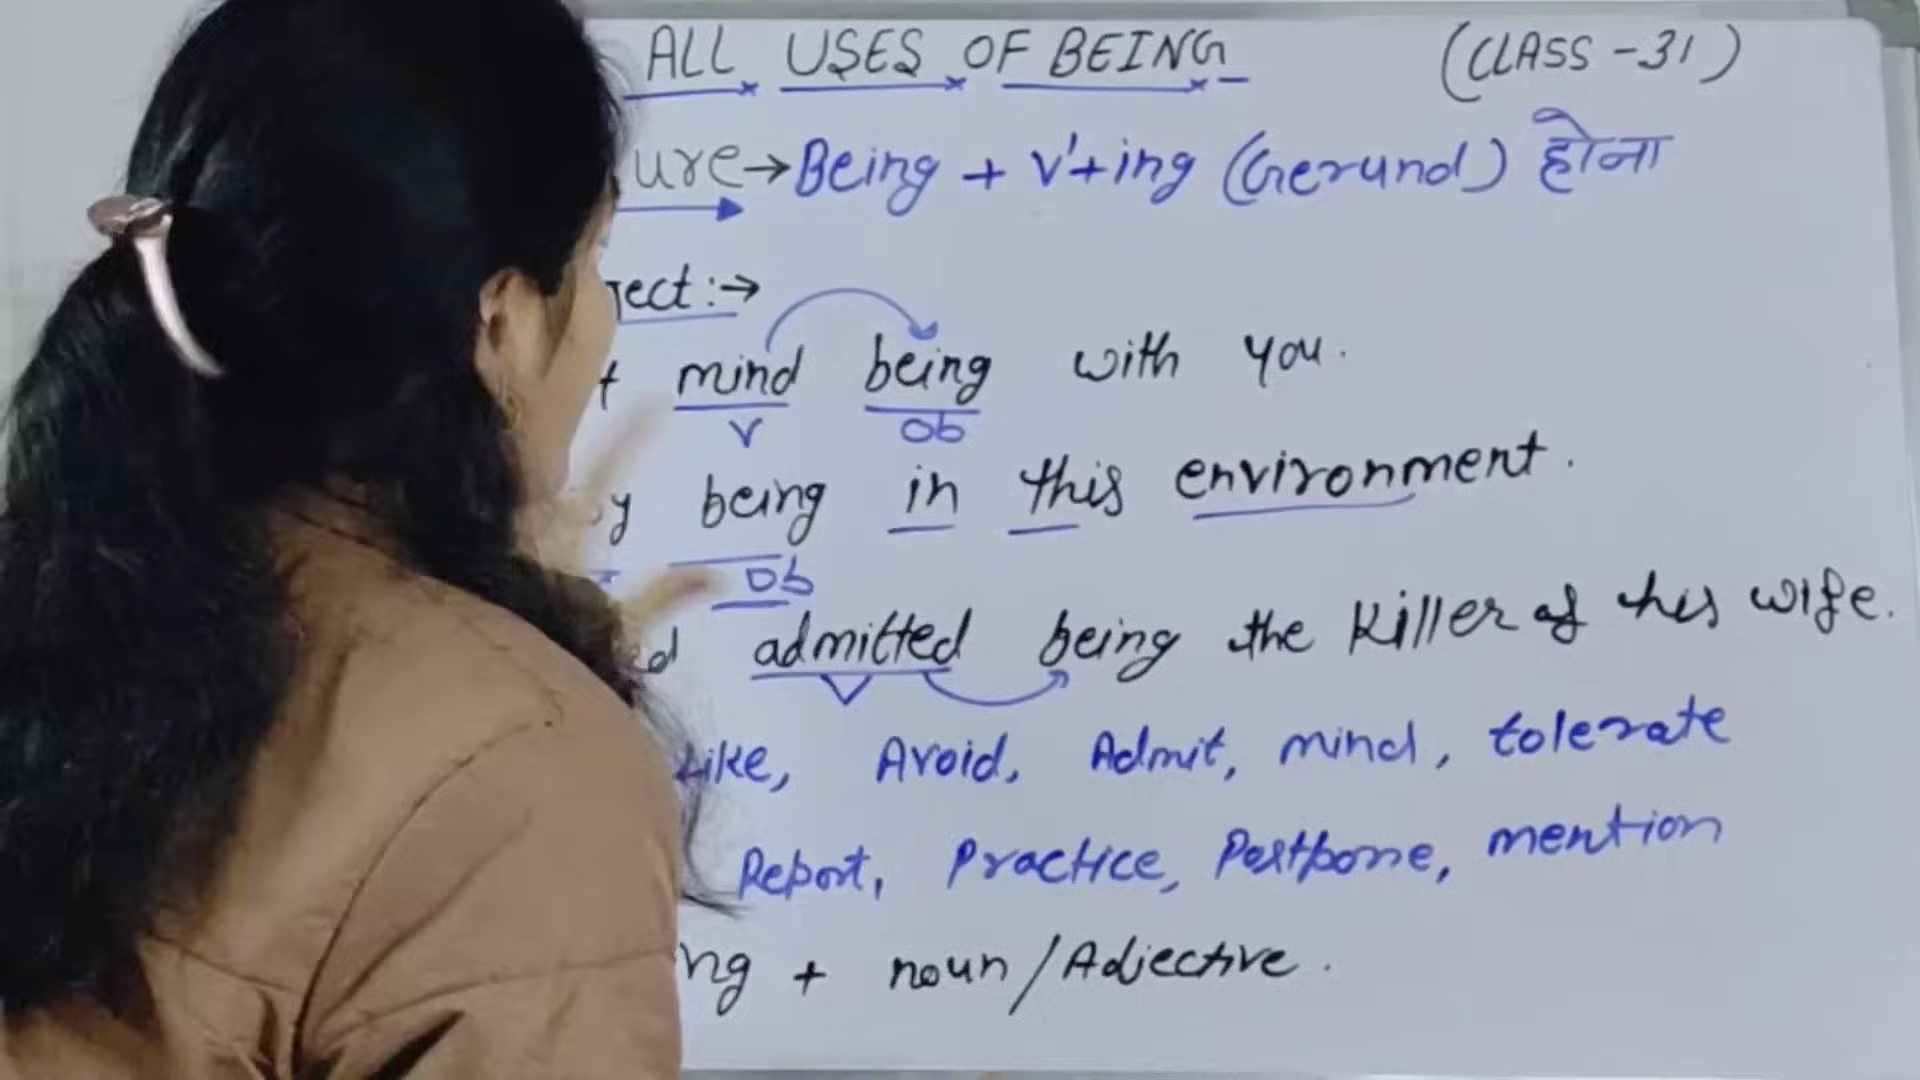 ALL USES OF BEING (CLASS - 31)
ure → Being + V'+ing (Gerund) होना
ject :→
t mind being with you.
v ob
y being in this environment.
ob
ed admitted being the killer of his wife.
V
Like, Avoid, Admit, mind, tolerate
Report, Practice, Postpone, mention
ng + noun / Adjective.